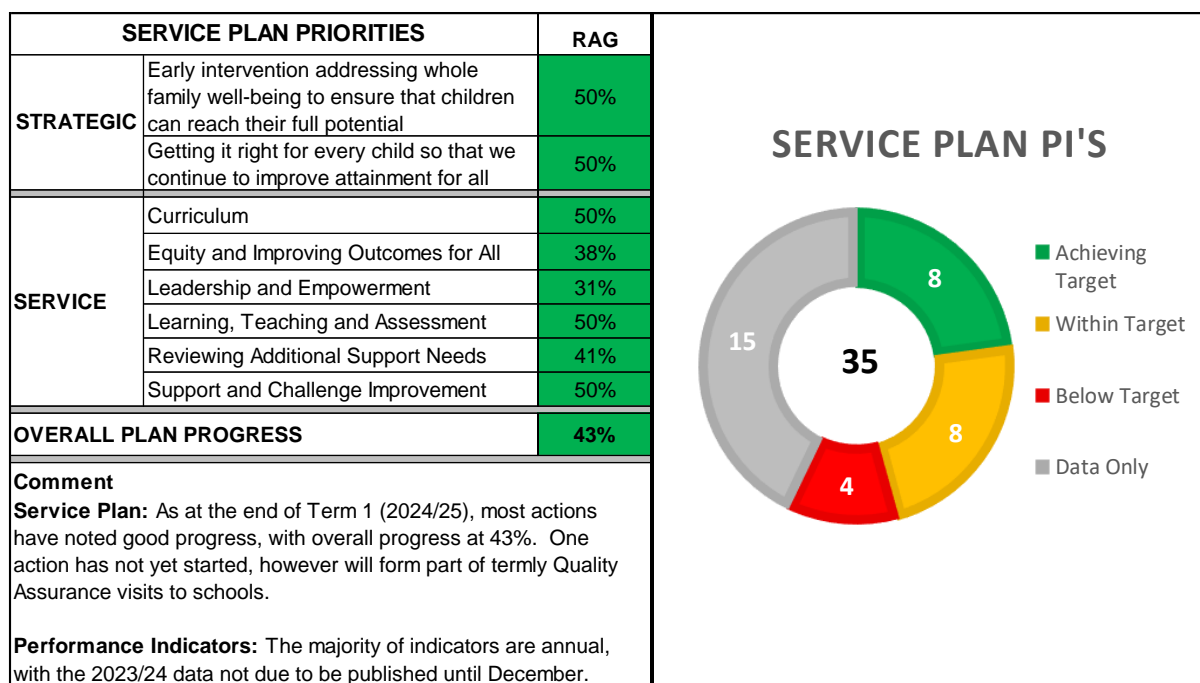 SERVICE PLAN PRIORITIES RAG
STRATEGIC
Early intervention addressing whole
family well-being to ensure that children
can reach their full potential
50%
Getting it right for every child so that we
continue to improve attainment for all
50%
SERVICE
Curriculum 50%
Equity and Improving Outcomes for All 38%
Leadership and Empowerment 31%
Learning, Teaching and Assessment 50%
Reviewing Additional Support Needs 41%
Support and Challenge Improvement 50%
OVERALL PLAN PROGRESS 43%
Comment
Service Plan: As at the end of Term 1 (2024/25), most actions
have noted good progress, with overall progress at 43%. One
action has not yet started, however will form part of termly Quality
Assurance visits to schools.
Performance Indicators: The majority of indicators are annual,
with the 2023/24 data not due to be published until December.
SERVICE PLAN PI'S
8
8
4
15
35
Achieving
Target
Within Target
Below Target
Data Only